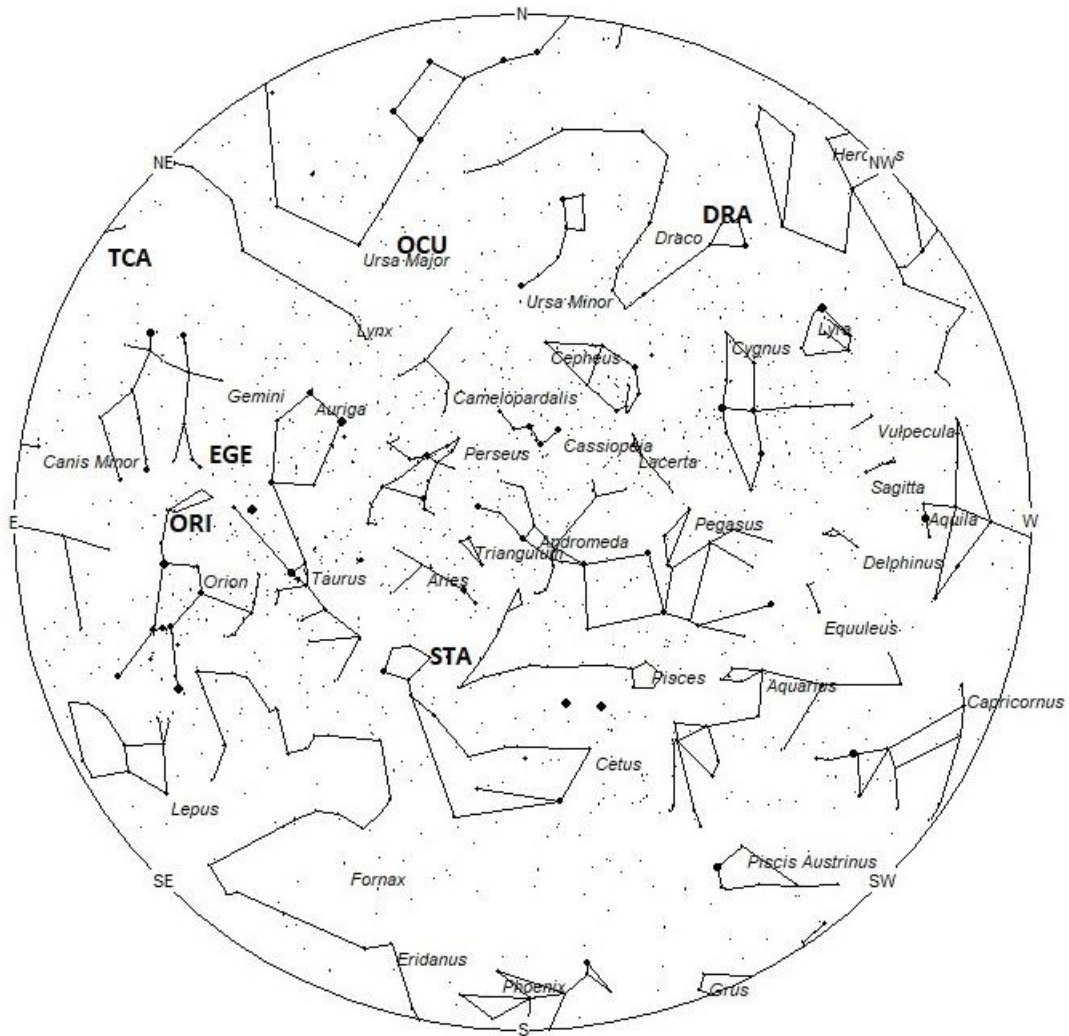 N
NE
Hercules
NW
TCA
OCU
Ursa Major
DRA
Draco
Ursa Minor
Lynx
Lyra
Cepheus
Cygnus
Gemini
Auriga
Camelopardalis
Cassiopeia
Vulpecula
Canis Minor
EGE
Perseus
Lacerta
Sagitta
E
ORI
Pegasus
Aquila
W
Orion
Taurus
Aries
Triangulum
Andromeda
Delphinus
Equuleus
STA
Pisces
Aquarius
Capricornus
Cetus
Lepus
SE
Fornax
Piscis Austrinus
SW
Eridanus
Phoenix
Grus
S